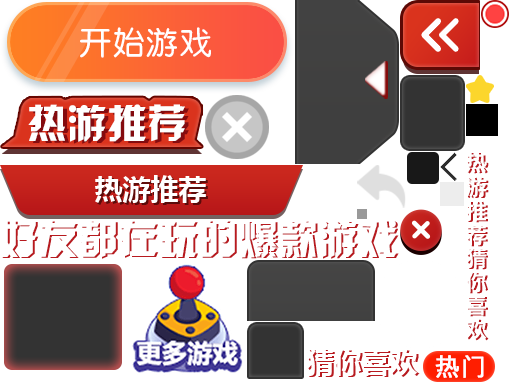 开始游戏
热游推荐
热游推荐
好友都在玩的爆款游戏
热游推荐猜你喜欢
更多游戏
猜你喜欢
热门